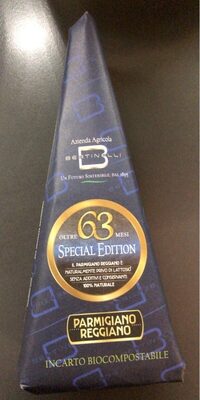 Azienda Agricola
B
BERTINELLI
UN FUTURO SOSTENIBILE, DAL 1895
OLTRE 63 MESI
SPECIAL EDITION
IL PARMIGIANO REGGIANO È
NATURALMENTE PRIVO DI LATTOSIO
SENZA ADDITIVI E CONSERVANTI
100% NATURALE
PARMIGIANO
REGGIANO
INCARTO BIOCOMPOSTABILE